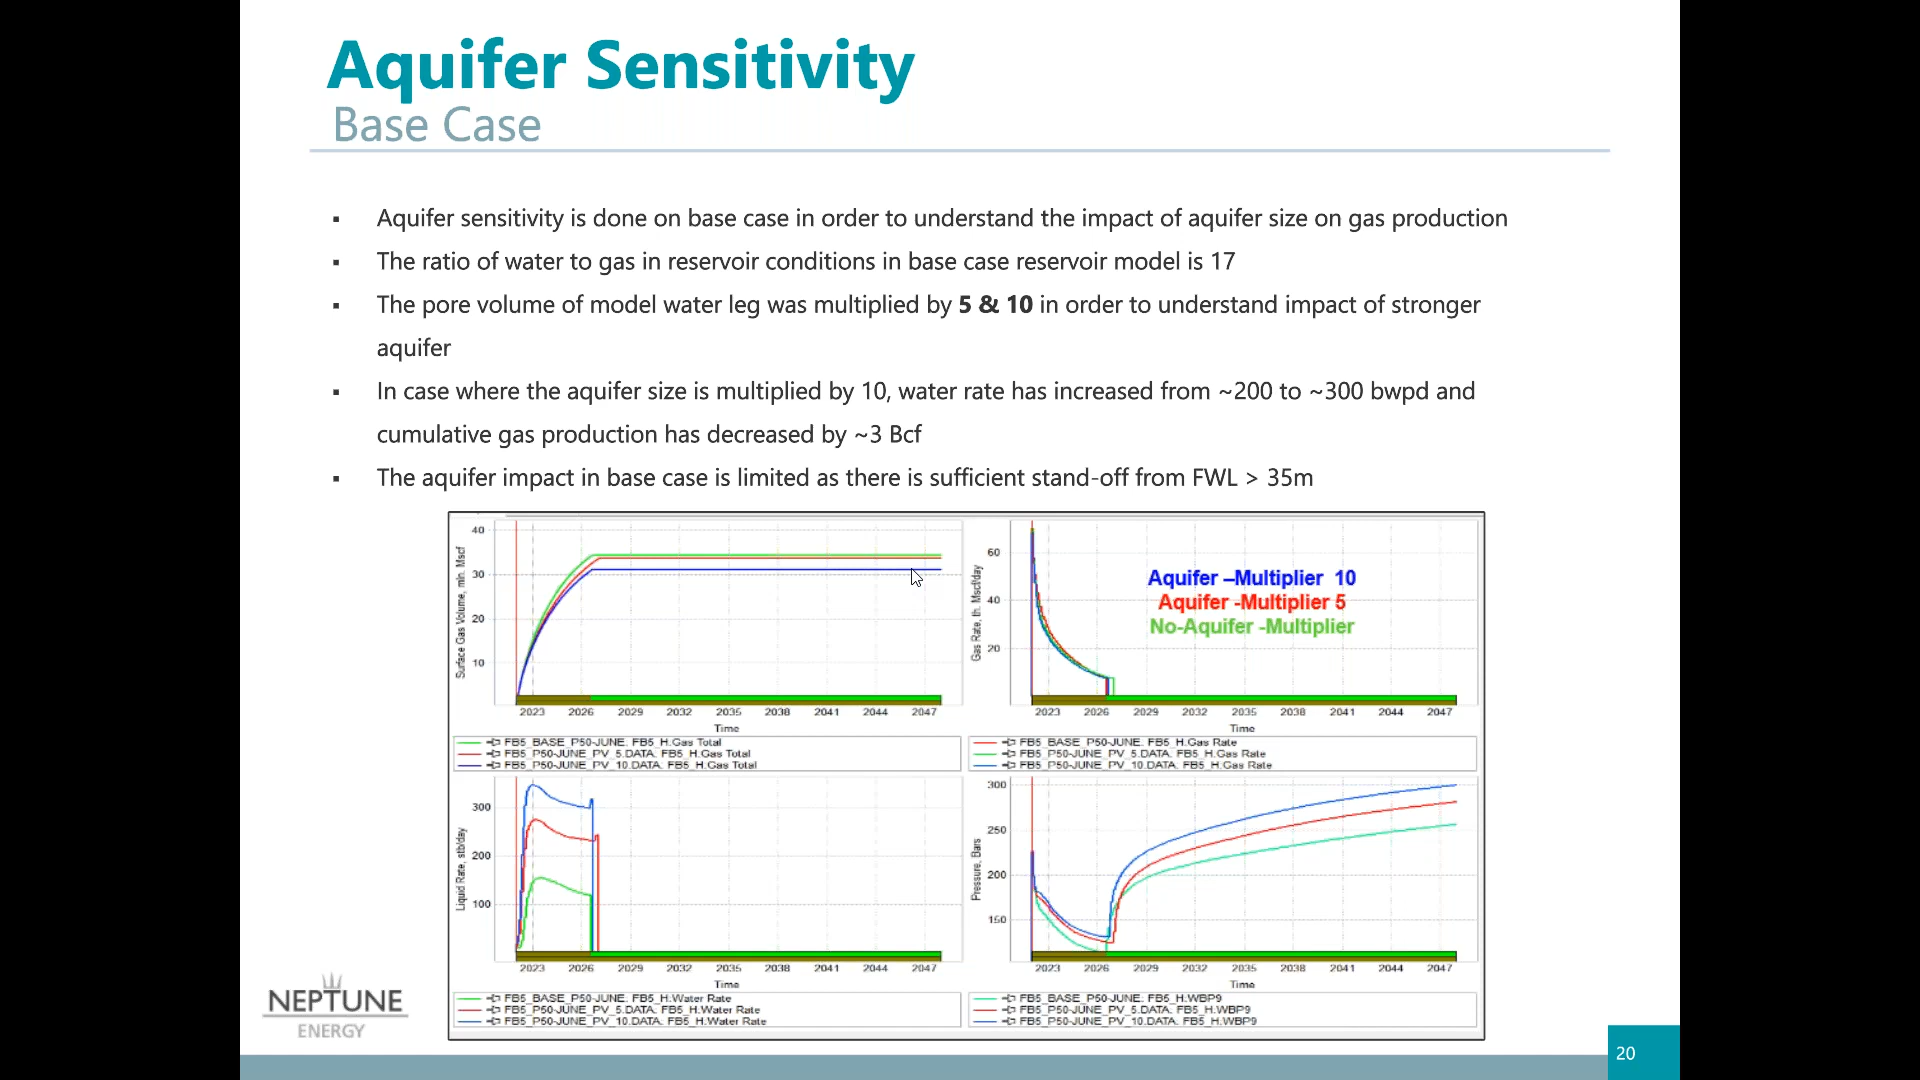 Aquifer Sensitivity
Base Case
▪ Aquifer sensitivity is done on base case in order to understand the impact of aquifer size on gas production
▪ The ratio of water to gas in reservoir conditions in base case reservoir model is 17
▪ The pore volume of model water leg was multiplied by 5 & 10 in order to understand impact of stronger
aquifer
▪ In case where the aquifer size is multiplied by 10, water rate has increased from ~200 to ~300 bwpd and
cumulative gas production has decreased by ~3 Bcf
▪ The aquifer impact in base case is limited as there is sufficient stand-off from FWL > 35m
Surface Gas Volume, mln. Mscf
40
30
20
10
2023 2026 2029 2032 2035 2038 2041 2044 2047
Time
FB5_BASE_P50-JUNE: FB5_H:Gas Total
FB5_P50-JUNE_PV_5.DATA: FB5_H:Gas Total
FB5_P50-JUNE_PV_10.DATA: FB5_H:Gas Total
Gas Rate, th. Mscf/day
60
40
20
Aquifer –Multiplier 10
Aquifer -Multiplier 5
No-Aquifer -Multiplier
2023 2026 2029 2032 2035 2038 2041 2044 2047
Time
FB5_BASE_P50-JUNE: FB5_H:Gas Rate
FB5_P50-JUNE_PV_5.DATA: FB5_H:Gas Rate
FB5_P50-JUNE_PV_10.DATA: FB5_H:Gas Rate
Liquid Rate, stb/day
300
200
100
2023 2026 2029 2032 2035 2038 2041 2044 2047
Time
FB5_BASE_P50-JUNE: FB5_H:Water Rate
FB5_P50-JUNE_PV_5.DATA: FB5_H:Water Rate
FB5_P50-JUNE_PV_10.DATA: FB5_H:Water Rate
Pressure, Bars
300
250
200
150
2023 2026 2029 2032 2035 2038 2041 2044 2047
Time
FB5_BASE_P50-JUNE: FB5_H:WBP9
FB5_P50-JUNE_PV_5.DATA: FB5_H:WBP9
FB5_P50-JUNE_PV_10.DATA: FB5_H:WBP9
NEPTUNE
ENERGY
20